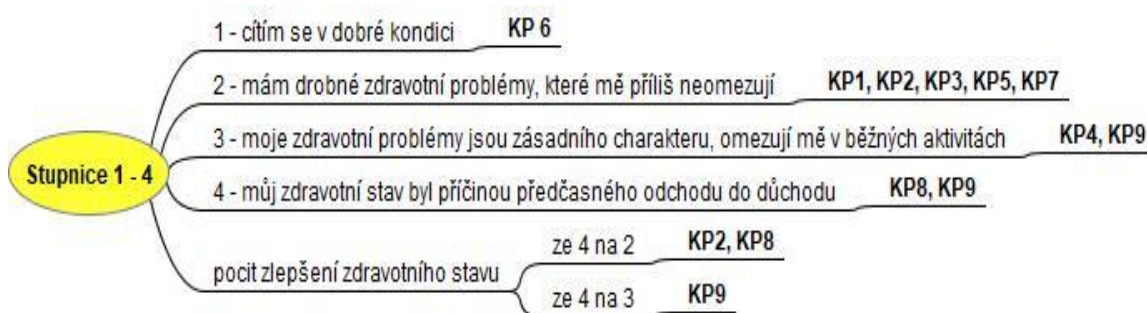 Stupnice 1 - 4
1 - cítím se v dobré kondici KP 6
2 - mám drobné zdravotní problémy, které mě příliš neomezují KP1, KP2, KP3, KP5, KP7
3 - moje zdravotní problémy jsou zásadního charakteru, omezují mě v běžných aktivitách KP4, KP9
4 - můj zdravotní stav byl příčinou předčasného odchodu do důchodu KP8, KP9
pocit zlepšení zdravotního stavu
ze 4 na 2 KP2, KP8
ze 4 na 3 KP9